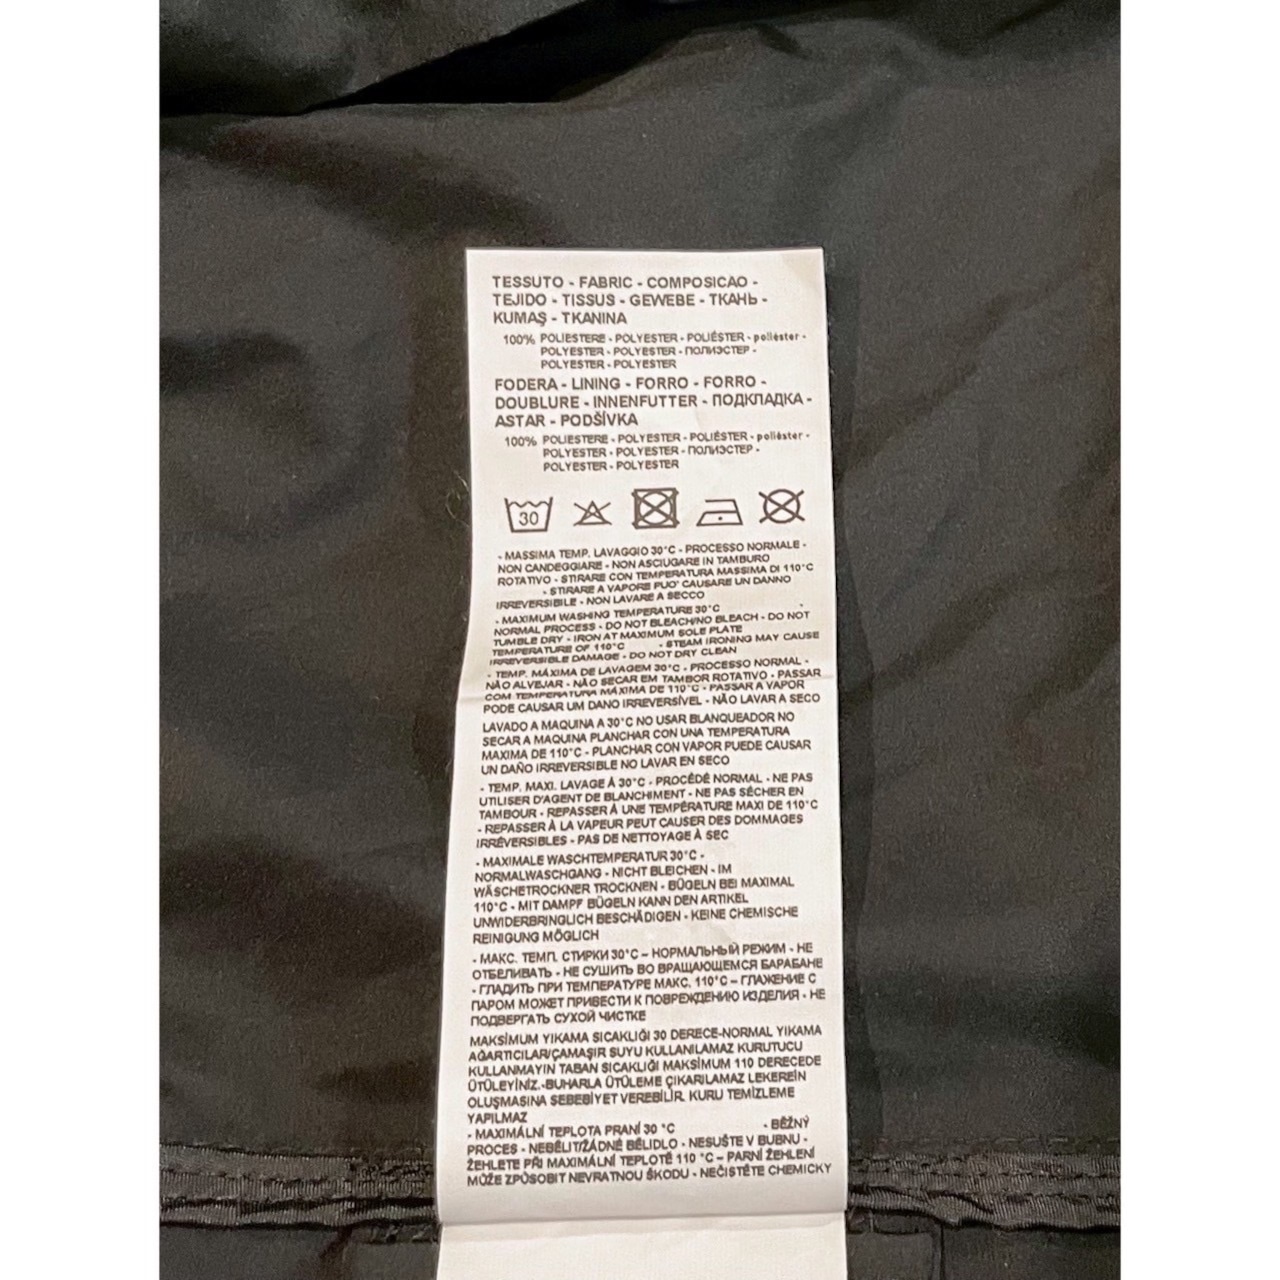 TESSUTO - FABRIC - COMPOSICAO -
TEJIDO - TISSUS - GEWEBE - ТКАНЬ -
KUMAŞ - TKANINA
100% POLIESTERE - POLYESTER - POLIÉSTER - poliéster -
POLYESTER - POLYESTER - ПОЛИЭСТЕР -
POLYESTER - POLYESTER
FODERA - LINING - FORRO - FORRO -
DOUBLURE - INNENFUTTER - ПОДКЛАДКА -
ASTAR - PODŠÍVKA
100% POLIESTERE - POLYESTER - POLIÉSTER - poliéster -
POLYESTER - POLYESTER - ПОЛИЭСТЕР -
POLYESTER - POLYESTER
30
- MASSIMA TEMP. LAVAGGIO 30°C - PROCESSO NORMALE -
NON CANDEGGIARE - NON ASCIUGARE IN TAMBURO
ROTATIVO - STIRARE CON TEMPERATURA MASSIMA DI 110°C
- STIRARE A VAPORE PUO' CAUSARE UN DANNO
IRREVERSIBILE - NON LAVARE A SECCO
- MAXIMUM WASHING TEMPERATURE 30°C
NORMAL PROCESS - DO NOT BLEACH/NO BLEACH - DO NOT
TUMBLE DRY - IRON AT MAXIMUM SOLE PLATE
TEMPERATURE OF 110°C - STEAM IRONING MAY CAUSE
IRREVERSIBLE DAMAGE - DO NOT DRY CLEAN
- TEMP. MÁXIMA DE LAVAGEM 30°C - PROCESSO NORMAL -
NÃO ALVEJAR - NÃO SECAR EM TAMBOR ROTATIVO - PASSAR
COM TEMPERATURA MÁXIMA DE 110°C - PASSAR A VAPOR
PODE CAUSAR UM DANO IRREVERSÍVEL - NÃO LAVAR A SECO
LAVADO A MAQUINA A 30°C NO USAR BLANQUEADOR NO
SECAR A MAQUINA PLANCHAR CON UNA TEMPERATURA
MAXIMA DE 110°C - PLANCHAR CON VAPOR PUEDE CAUSAR
UN DAÑO IRREVERSIBLE NO LAVAR EN SECO
- TEMP. MAXI. LAVAGE À 30°C - PROCÉDÉ NORMAL - NE PAS
UTILISER D'AGENT DE BLANCHIMENT - NE PAS SÉCHER EN
TAMBOUR - REPASSER À UNE TEMPÉRATURE MAXI DE 110°C
- REPASSER À LA VAPEUR PEUT CAUSER DES DOMMAGES
IRRÉVERSIBLES - PAS DE NETTOYAGE À SEC
- MAXIMALE WASCHTEMPERATUR 30°C -
NORMALWASCHGANG - NICHT BLEICHEN - IM
WÄSCHETROCKNER TROCKNEN - BÜGELN BEI MAXIMAL
110°C - MIT DAMPF BÜGELN KANN DEN ARTIKEL
UNWIDERBRINGLICH BESCHÄDIGEN - KEINE CHEMISCHE
REINIGUNG MÖGLICH
- МАКС. ТЕМП. СТИРКИ 30°C – НОРМАЛЬНЫЙ РЕЖИМ - НЕ
ОТБЕЛИВАТЬ - НЕ СУШИТЬ ВО ВРАЩАЮЩЕМСЯ БАРАБАНЕ
- ГЛАДИТЬ ПРИ ТЕМПЕРАТУРЕ МАКС. 110°C – ГЛАЖЕНИЕ С
ПАРОМ МОЖЕТ ПРИВЕСТИ К ПОВРЕЖДЕНИЮ ИЗДЕЛИЯ - НЕ
ПОДВЕРГАТЬ СУХОЙ ЧИСТКЕ
MAKSİMUM YIKAMA SICAKLIĞI 30 DERECE-NORMAL YIKAMA
AĞARTICILAR/ÇAMAŞIR SUYU KULLANILAMAZ KURUTUCU
KULLANMAYIN TABAN SICAKLIĞI MAKSİMUM 110 DERECEDE
ÜTÜLEYİNİZ.-BUHARLA ÜTÜLEME ÇIKARILAMAZ LEKEREİN
OLUŞMASINA SEBEBİYET VEREBİLİR. KURU TEMİZLEME
YAPILMAZ
- MAXIMÁLNÍ TEPLOTA PRANÍ 30 °C - BĚŽNÝ
PROCES - NEBĚLIT/ŽÁDNÉ BĚLIDLO - NESUŠTE V BUBNU -
ŽEHLETE PŘI MAXIMÁLNÍ TEPLOTĚ 110 °C – PARNÍ ŽEHLENÍ
MŮŽE ZPŮSOBIT NEVRATNOU ŠKODU - NEČISTĚTE CHEMICKY